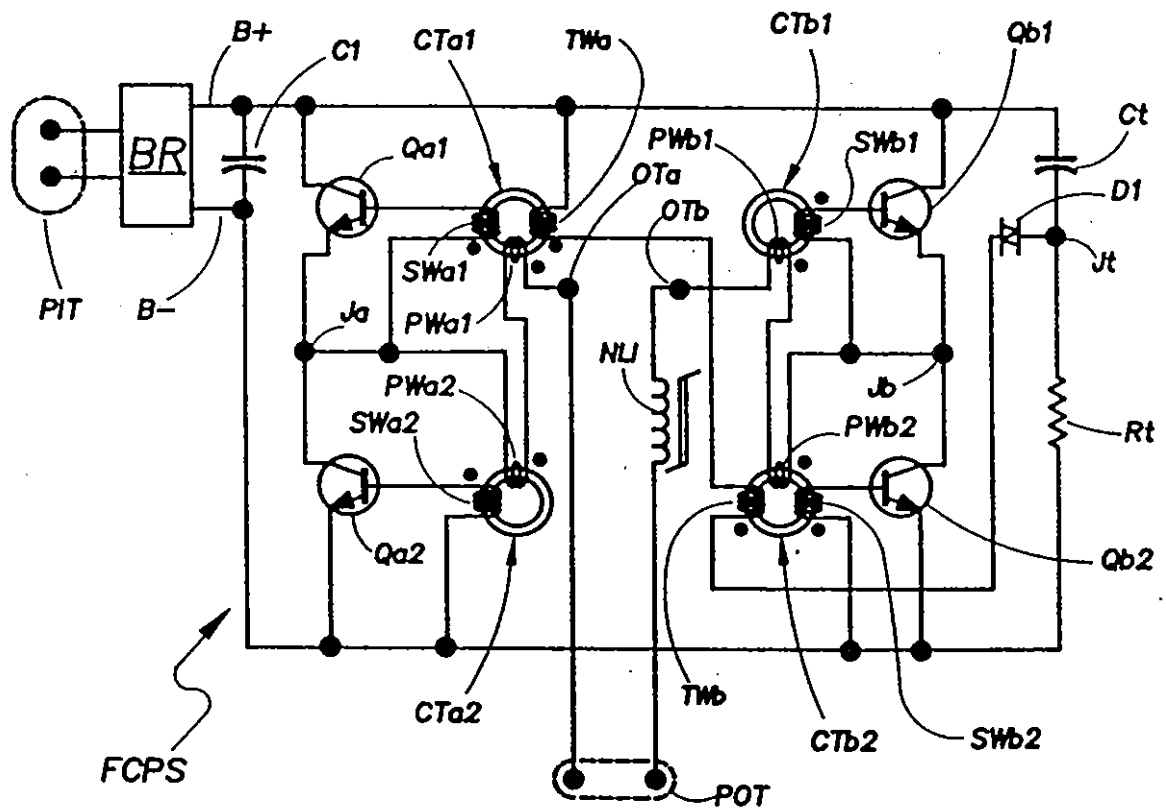 B+
C1
CTa1
TWa
CTb1
Qb1
BR
Qa1
PWb1
SWb1
Ct
OTa
OTb
D1
SWa1
Jt
PIT
B-
Ja
PWa1
NLI
PWa2
Jb
SWa2
PWb2
Rt
Qa2
Qb2
CTa2
TWb
CTb2
SWb2
FCPS
POT